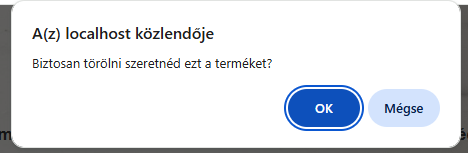 A(z) localhost közlendője
Biztosan törölni szeretnéd ezt a terméket?
OK
Mégse